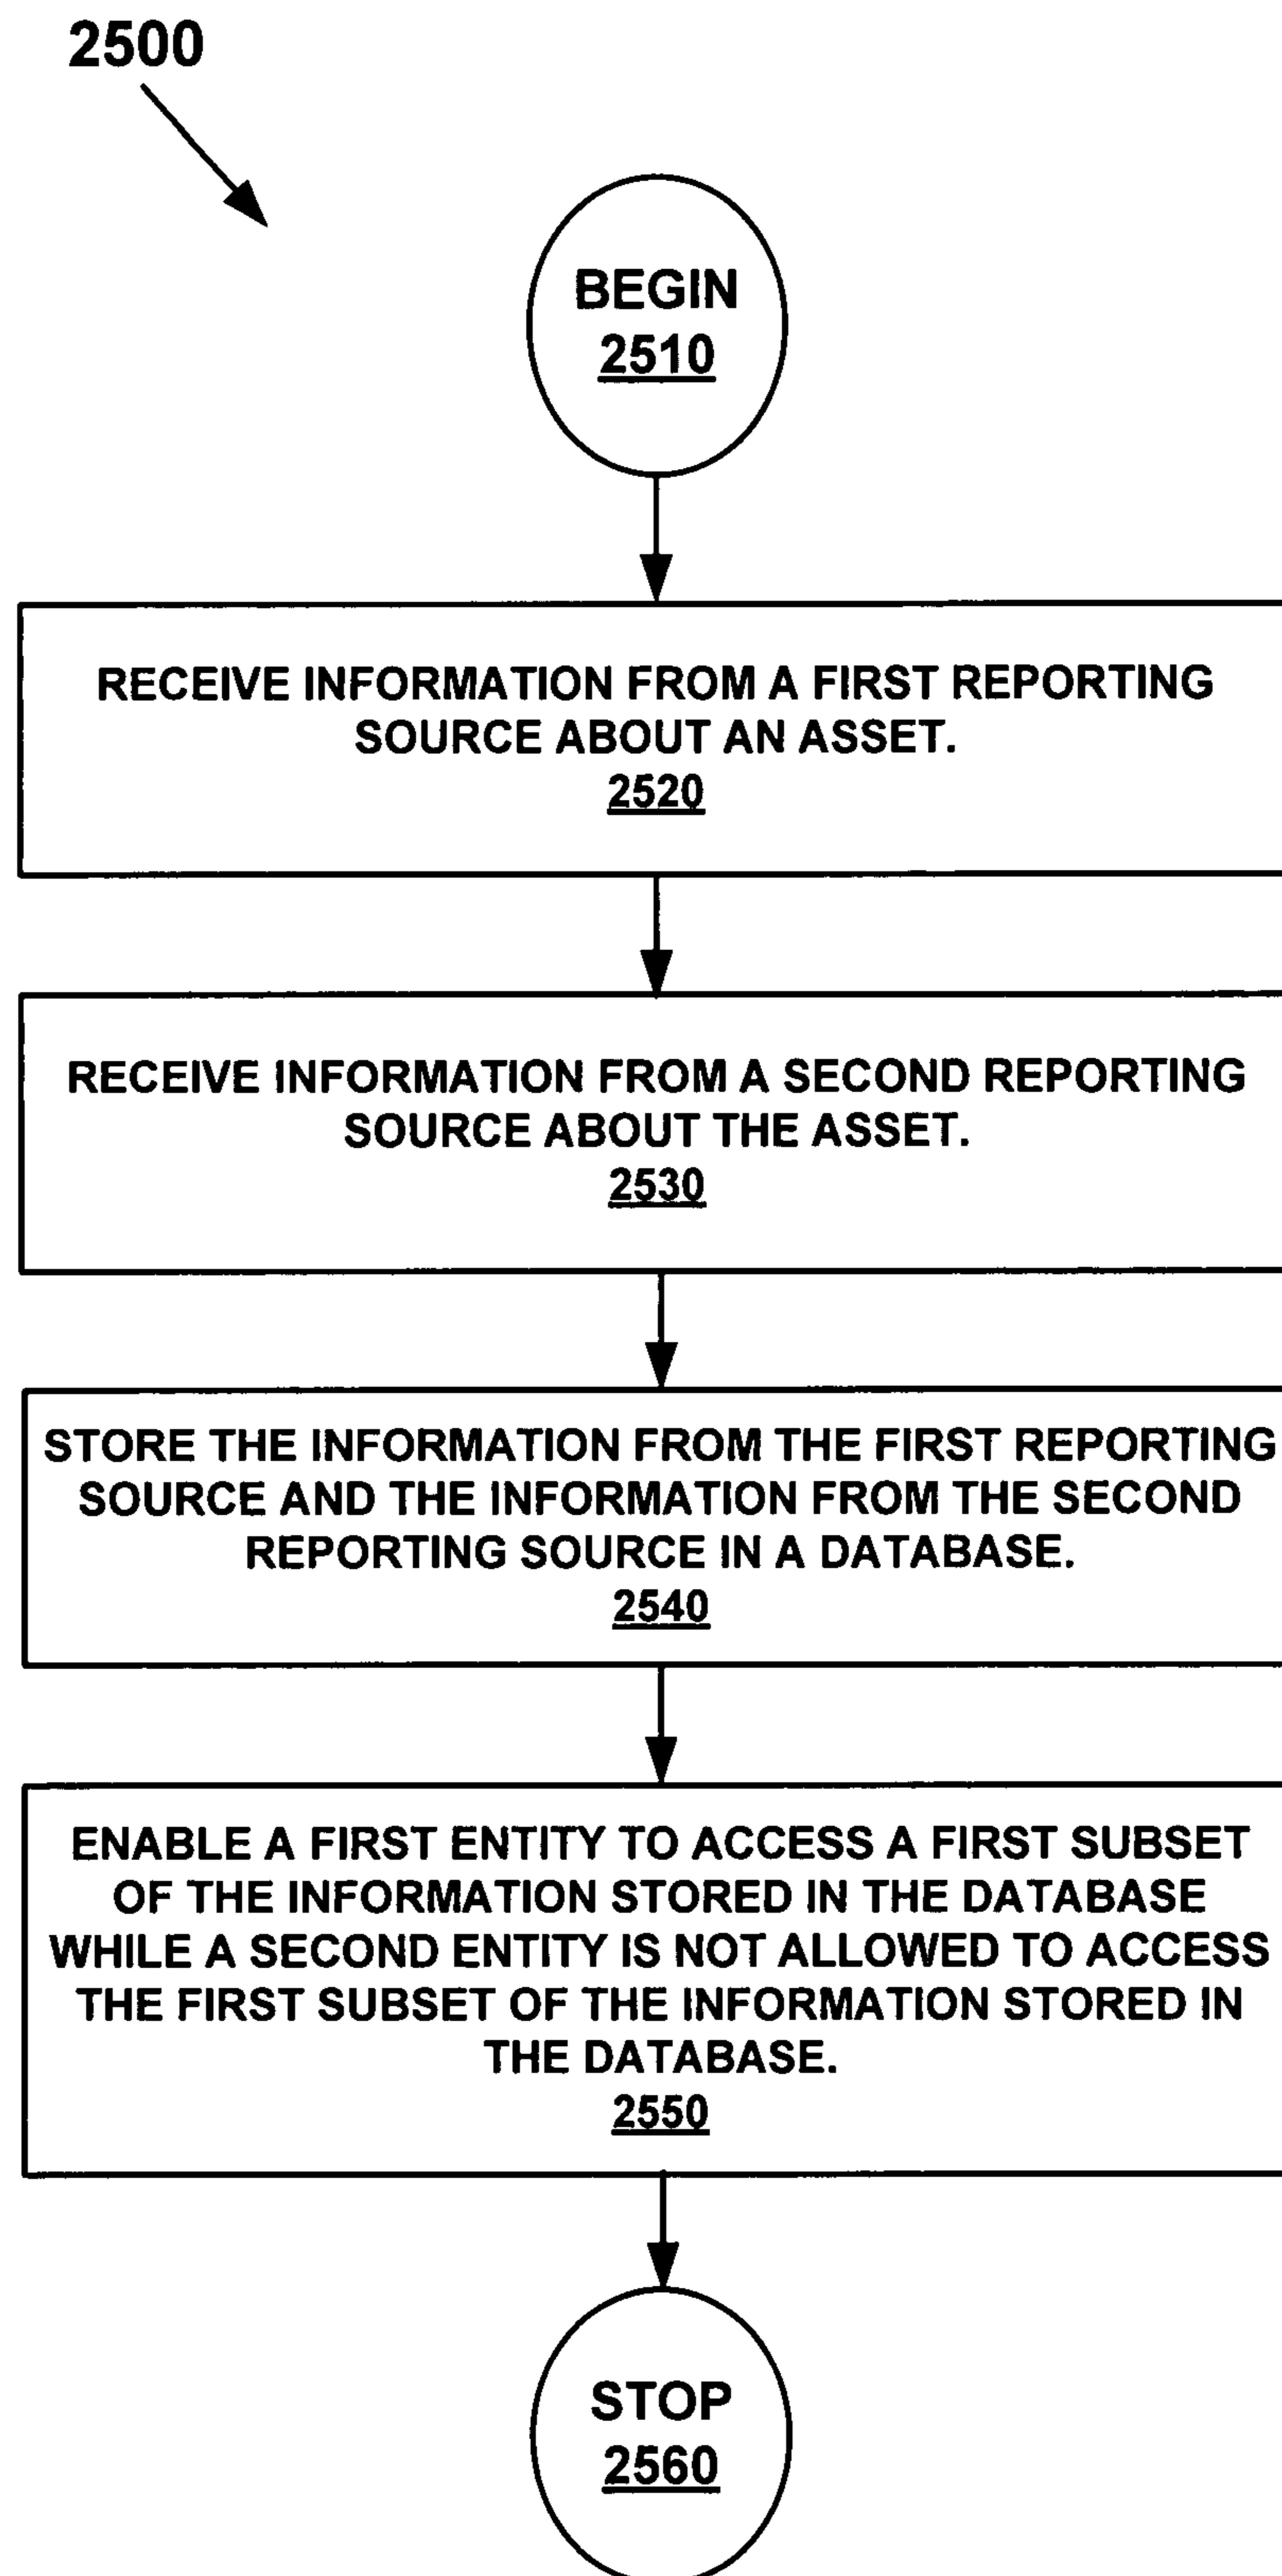 2500
BEGIN
2510
RECEIVE INFORMATION FROM A FIRST REPORTING
SOURCE ABOUT AN ASSET.
2520
RECEIVE INFORMATION FROM A SECOND REPORTING
SOURCE ABOUT THE ASSET.
2530
STORE THE INFORMATION FROM THE FIRST REPORTING
SOURCE AND THE INFORMATION FROM THE SECOND
REPORTING SOURCE IN A DATABASE.
2540
ENABLE A FIRST ENTITY TO ACCESS A FIRST SUBSET
OF THE INFORMATION STORED IN THE DATABASE
WHILE A SECOND ENTITY IS NOT ALLOWED TO ACCESS
THE FIRST SUBSET OF THE INFORMATION STORED IN
THE DATABASE.
2550
STOP
2560